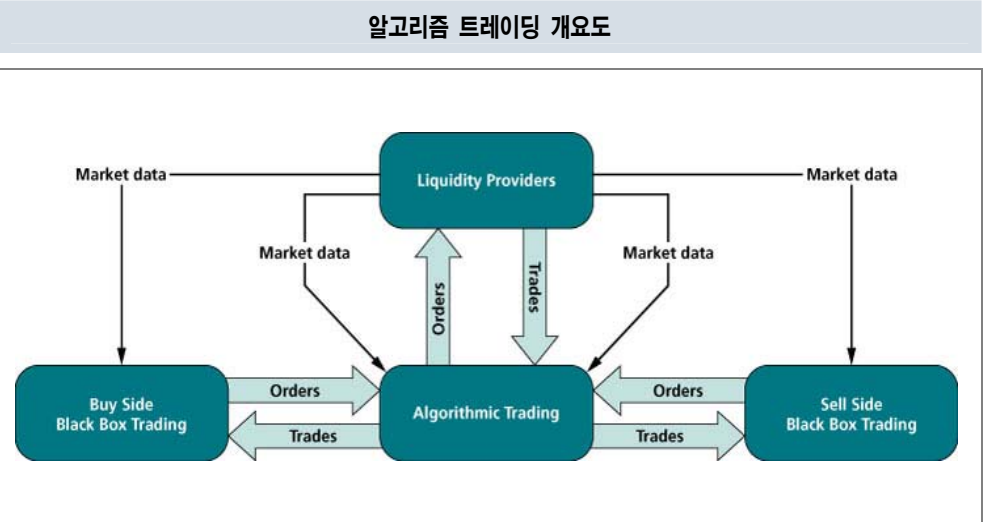 알고리즘 트레이딩 개요도
Liquidity Providers
Market data
Market data
Market data
Market data
Orders
Trades
Buy Side
Black Box Trading
Orders
Trades
Algorithmic Trading
Orders
Trades
Sell Side
Black Box Trading